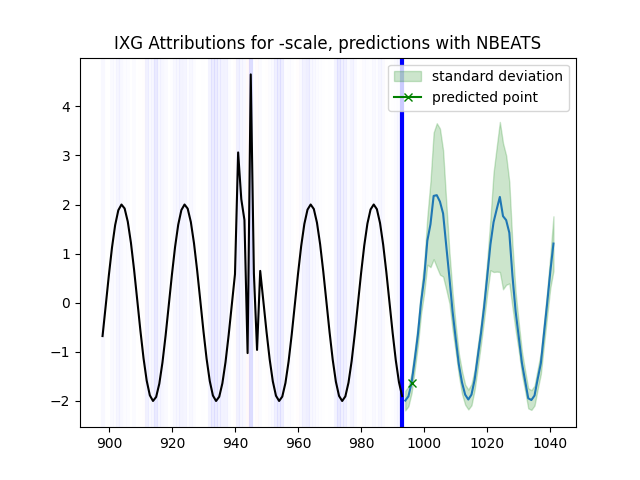 IXG Attributions for -scale, predictions with NBEATS
standard deviation
predicted point
4
3
2
1
0
−1
−2
900 920 940 960 980 1000 1020 1040